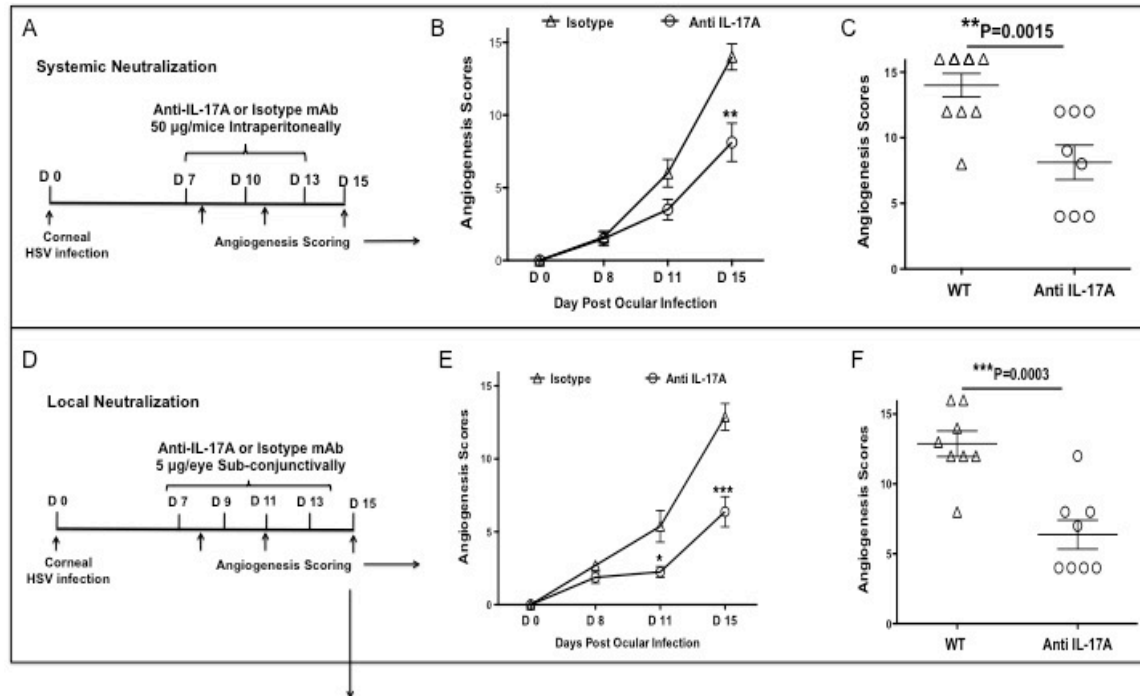 A
Systemic Neutralization
Anti-IL-17A or Isotype mAb
50 µg/mice Intraperitoneally
D 0
D 7
D 10
D 13
D 15
Corneal
HSV infection
Angiogenesis Scoring
B
Isotype
Anti IL-17A
Angiogenesis Scores
15
10
5
0
**
D 0
D 8
D 11
D 15
Day Post Ocular Infection
C
**P=0.0015
Angiogenesis Scores
15
10
5
0
WT
Anti IL-17A
D
Local Neutralization
Anti-IL-17A or Isotype mAb
5 µg/eye Sub-conjunctivally
D 0
D 7
D 9
D 11
D 13
D 15
Corneal
HSV infection
Angiogenesis Scoring
E
Isotype
Anti IL-17A
Angiogenesis Scores
15
10
5
0
*
***
D 0
D 8
D 11
D 15
Days Post Ocular Infection
F
***P=0.0003
Angiogenesis Scores
15
10
5
0
WT
Anti IL-17A